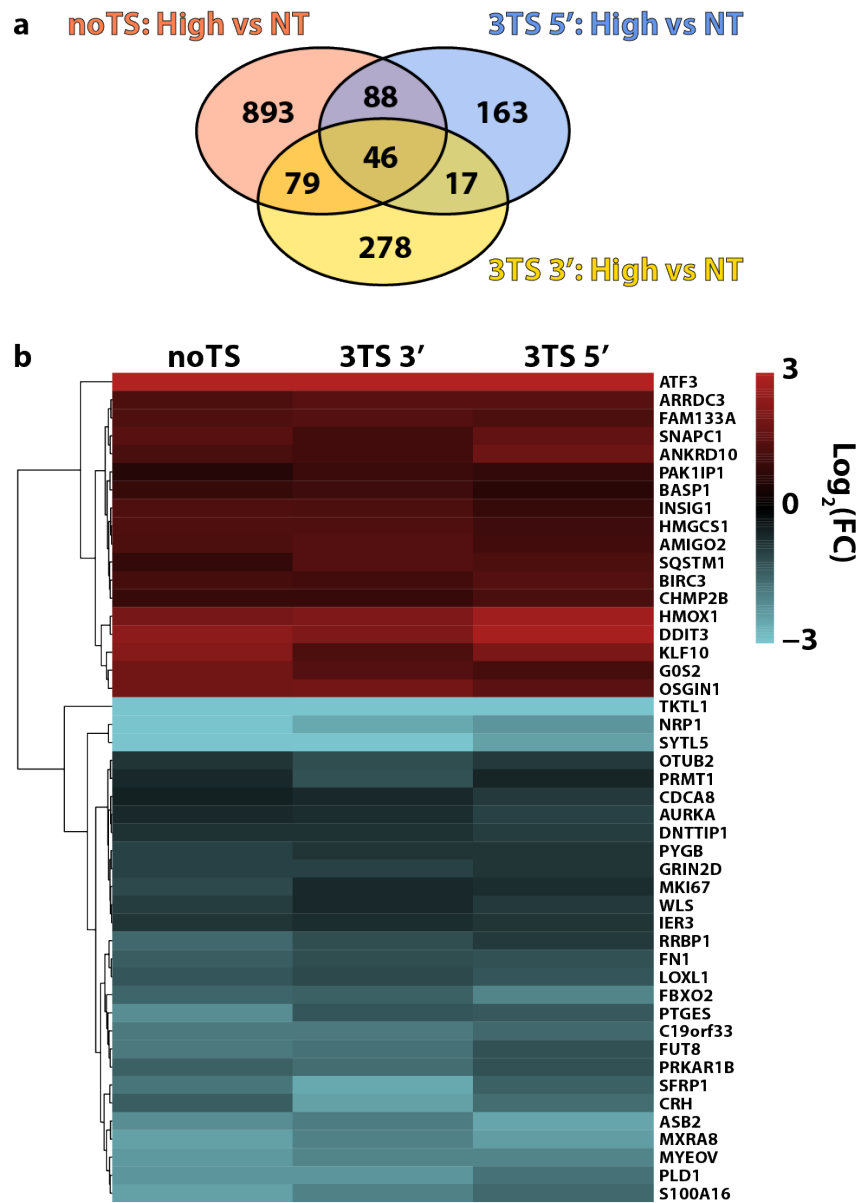 a
noTS: High vs NT
3TS 5’: High vs NT
893
88
163
46
79
17
278
3TS 3’: High vs NT
b
noTS
3TS 3’
3TS 5’
ATF3
ARRDC3
FAM133A
SNAPC1
ANKRD10
PAK1IP1
BASP1
INSIG1
HMGCS1
AMIGO2
SQSTM1
BIRC3
CHMP2B
HMOX1
DDIT3
KLF10
G0S2
OSGIN1
TKTL1
NRP1
SYTL5
OTUB2
PRMT1
CDCA8
AURKA
DNTTIP1
PYGB
GRIN2D
MKI67
WLS
IER3
RRBP1
FN1
LOXL1
FBXO2
PTGES
C19orf33
FUT8
PRKAR1B
SFRP1
CRH
ASB2
MXRA8
MYEOV
PLD1
S100A16
3
0
−3
Log2(FC)